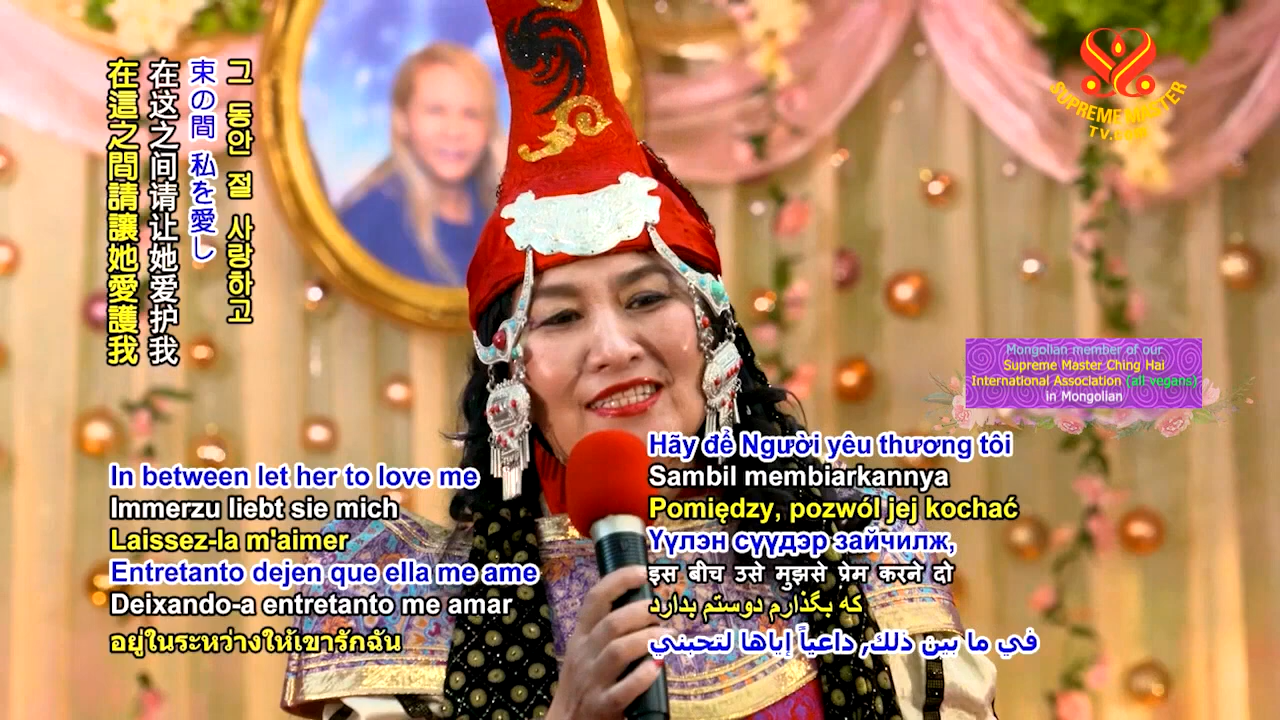 그 동안 절 사랑하고
束の間 私を愛し
在这之间请让她爱护我
在這之間請讓她愛護我
SUPREME MASTER
TV.COM
Mongolian member of our
Supreme Master Ching Hai
International Association (all vegans)
in Mongolian
In between let her to love me
Immerzu liebt sie mich
Laissez-la m'aimer
Entretanto dejen que ella me ame
Deixando-a entretanto me amar
อยู่ในระหว่างให้เขารักฉัน
Hãy để Người yêu thương tôi
Sambil membiarkannya
Pomiędzy, pozwól jej kochać
Үүлэн сүүдэр зайчилж,
इस बीच उसे मुझसे प्रेम करने दो
که بگذارم دوستم بدارد
في ما بين ذلك, داعياً إياها لتحبني